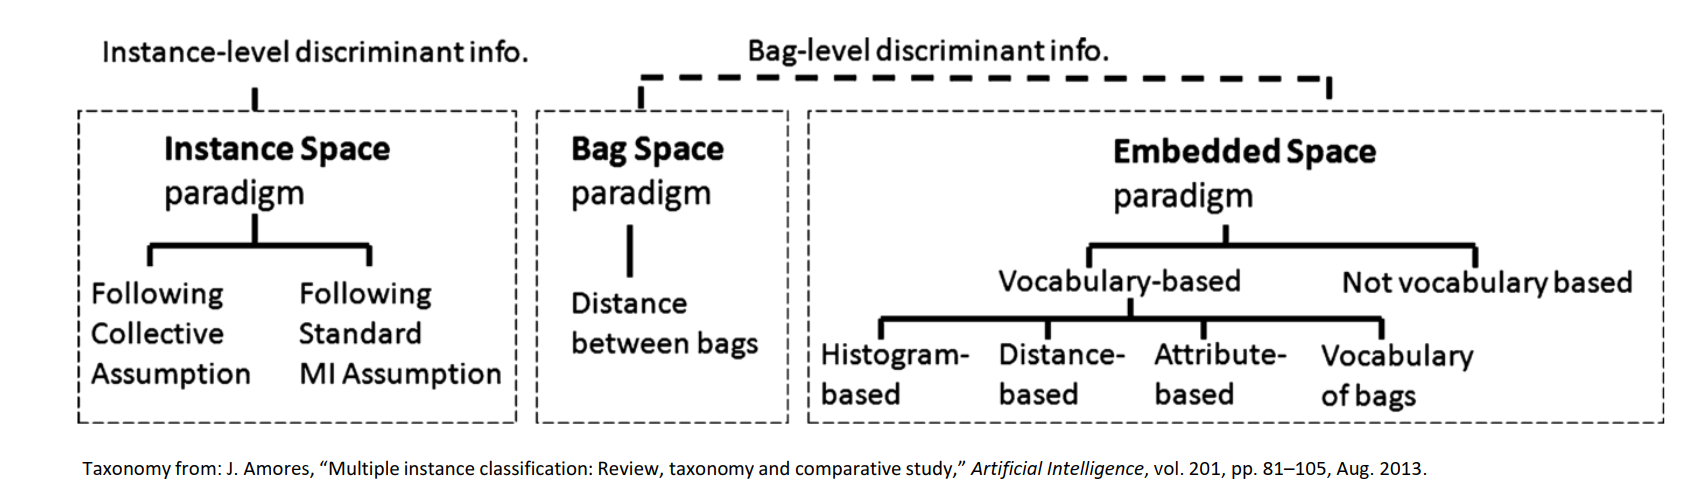 Instance-level discriminant info.
Bag-level discriminant info.
Instance Space
paradigm
Following
Collective
Assumption
Following
Standard
MI Assumption
Bag Space
paradigm
Distance
between bags
Embedded Space
paradigm
Vocabulary-based
Not vocabulary based
Histogram-
based
Distance-
based
Attribute-
based
Vocabulary
of bags
Taxonomy from: J. Amores, “Multiple instance classification: Review, taxonomy and comparative study,” Artificial Intelligence, vol. 201, pp. 81–105, Aug. 2013.